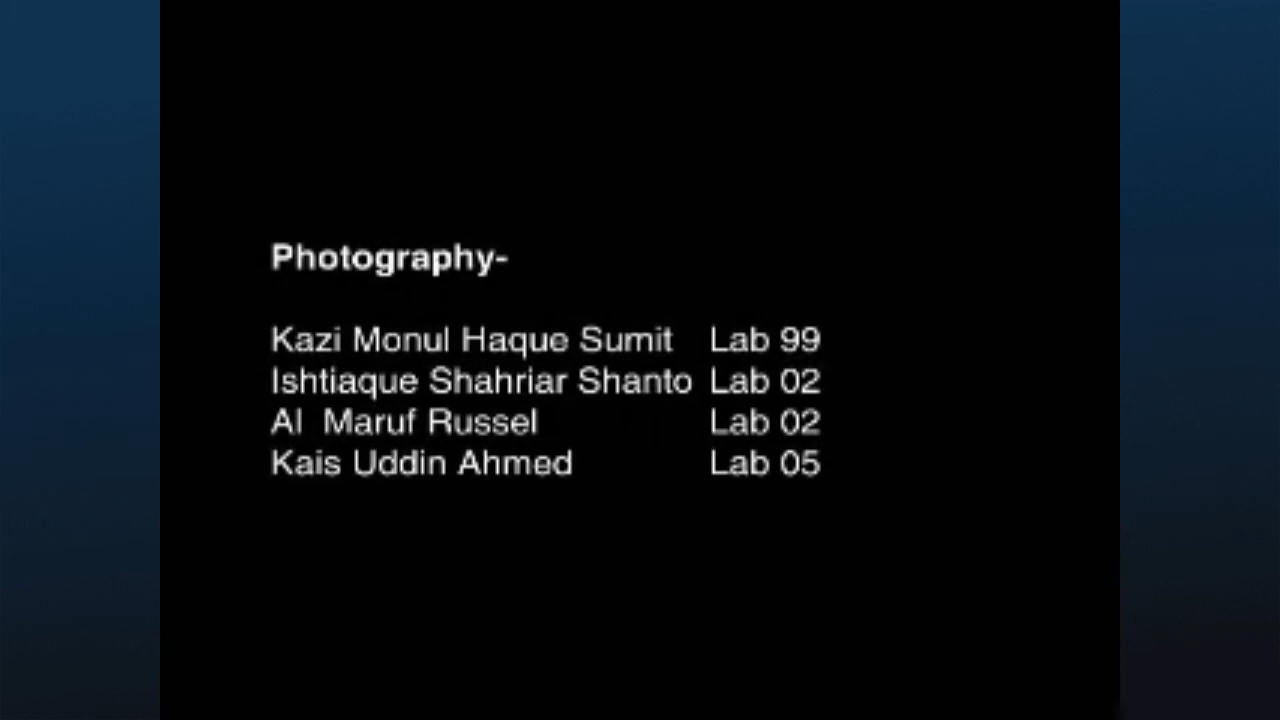 Photography-
Kazi Monul Haque Sumit Lab 99
Ishtiaque Shahriar Shanto Lab 02
Al Maruf Russel Lab 02
Kais Uddin Ahmed Lab 05